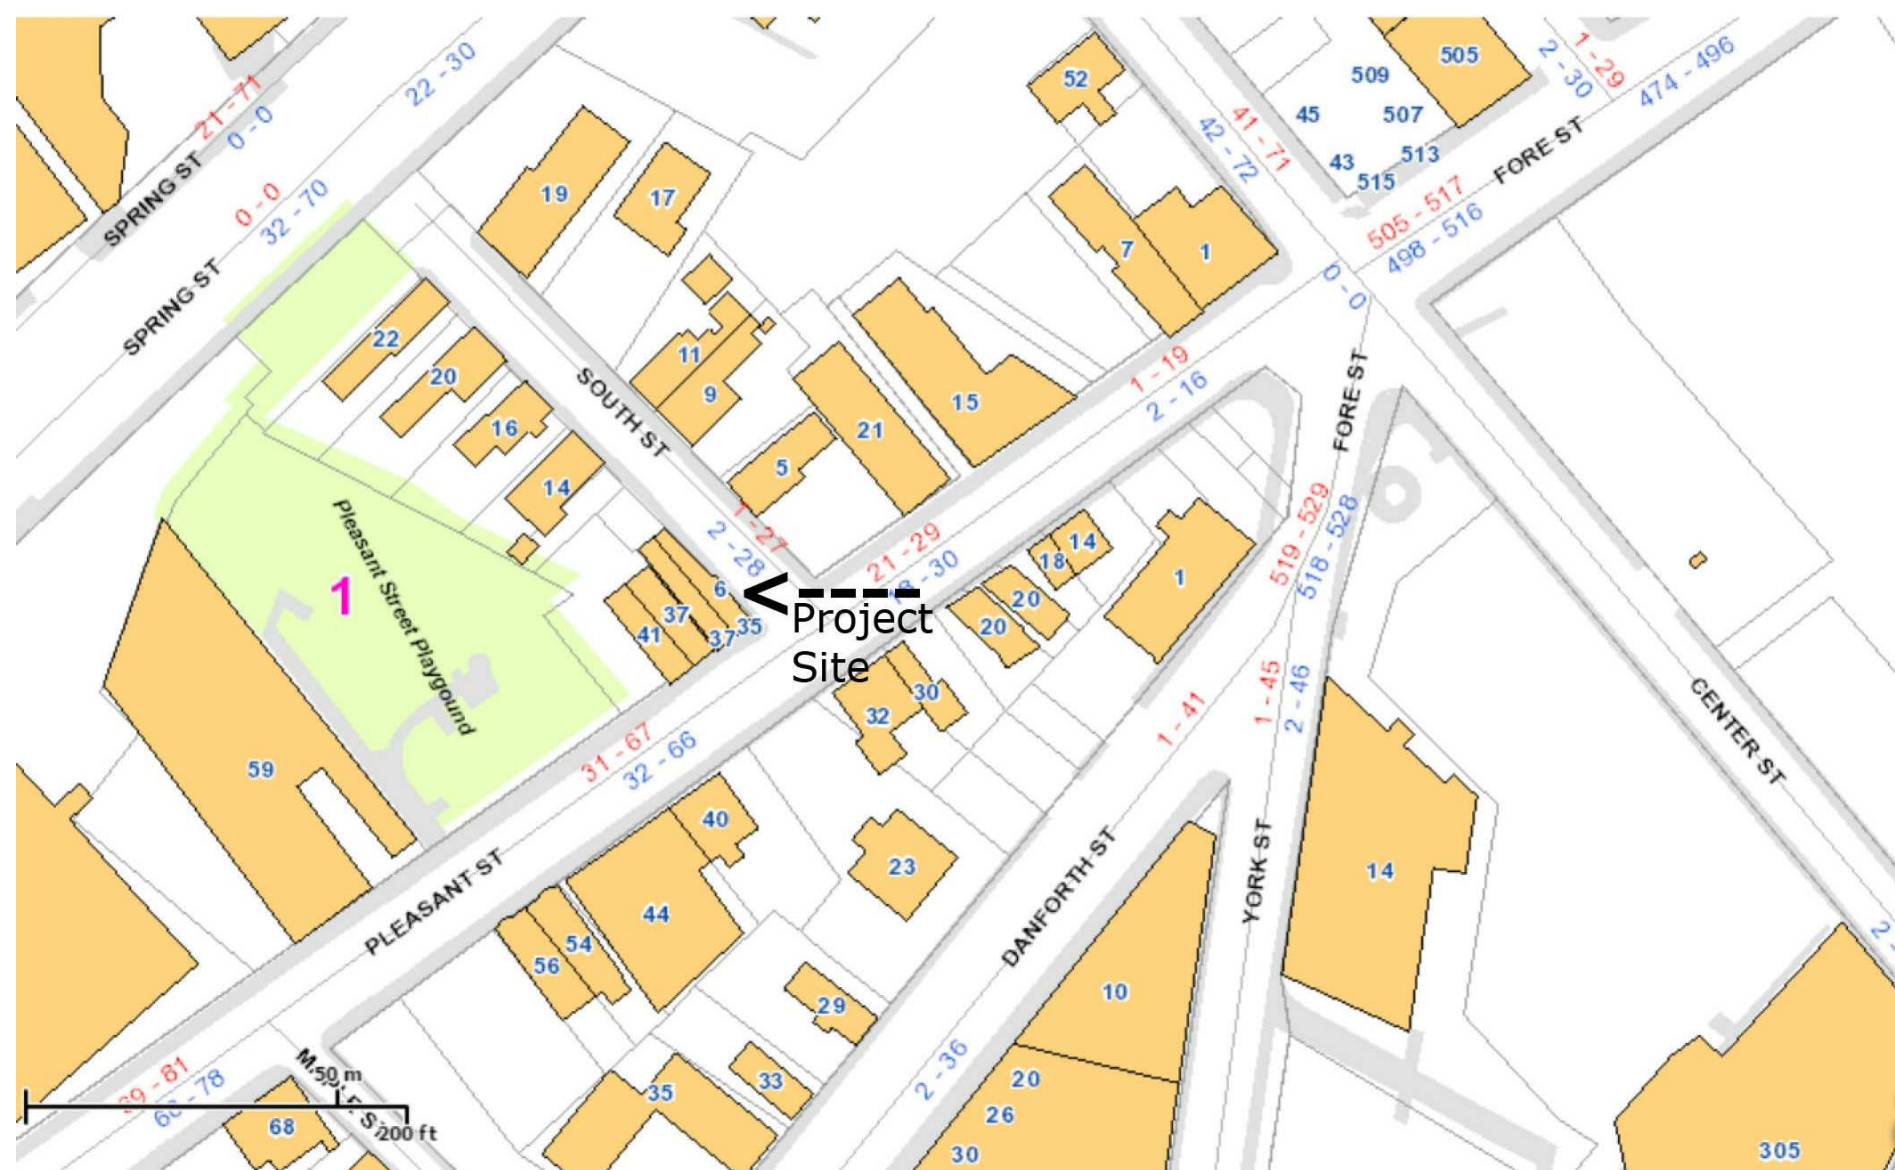 22 - 30
52
509
505
1 - 29
2 - 30
474 - 496
21 - 71
0 - 0
SPRING ST
45
507
41 - 71
42 - 72
43
513
515
FORE ST
0 - 0
32 - 70
19
17
505 - 517
498 - 516
7
1
0 - 0
SPRING ST
22
20
16
14
11
9
SOUTH ST
5
21
15
1 - 19
2 - 16
FORE ST
1 - 27
2 - 28
21 - 29
18 - 30
519 - 529
518 - 528
14
18
1
20
20
1
Pleasant Street Playgound
6
37
41
37
35
< - - - - -
Project
Site
30
32
1 - 41
1 - 45
2 - 46
CENTER ST
59
31 - 67
32 - 66
40
23
44
PLEASANT ST
54
56
DANFORTH ST
YORK ST
14
10
29
33
35
2 - 36
20
26
30
305
68
50 m
200 ft